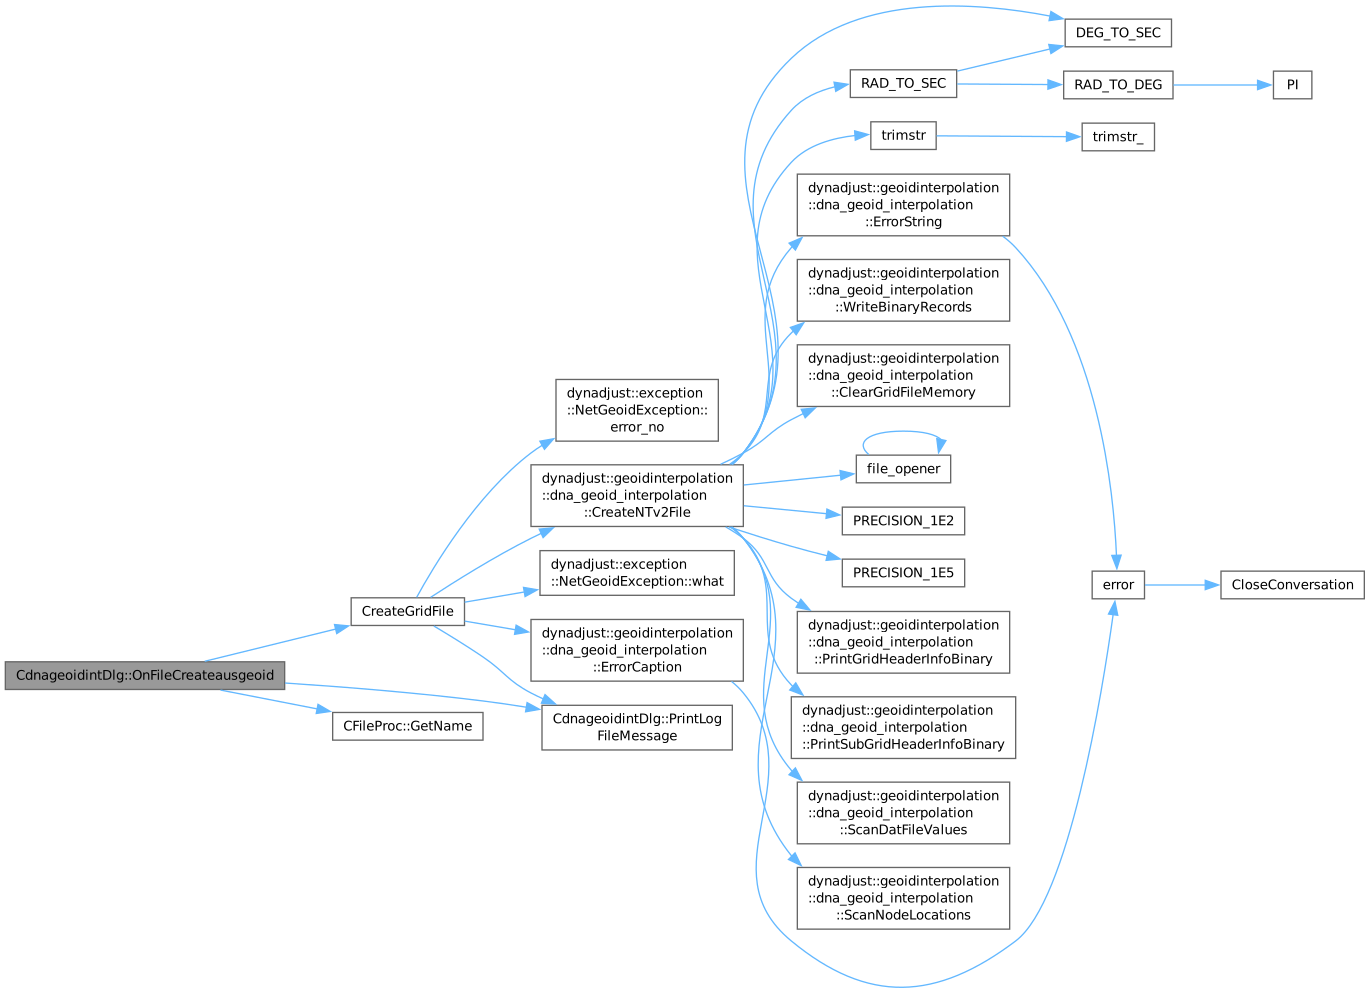 CdnageoidintDlg::OnFileCreateausgeoid
CreateGridFile
CFileProc::GetName
dynadjust::exception
::NetGeoidException::
error_no
dynadjust::geoidinterpolation
::dna_geoid_interpolation
::CreateNTv2File
dynadjust::exception
::NetGeoidException::what
dynadjust::geoidinterpolation
::dna_geoid_interpolation
::ErrorCaption
CdnageoidintDlg::PrintLog
FileMessage
DEG_TO_SEC
RAD_TO_SEC
RAD_TO_DEG
PI
trimstr
trimstr_
dynadjust::geoidinterpolation
::dna_geoid_interpolation
::ErrorString
dynadjust::geoidinterpolation
::dna_geoid_interpolation
::WriteBinaryRecords
dynadjust::geoidinterpolation
::dna_geoid_interpolation
::ClearGridFileMemory
file_opener
PRECISION_1E2
PRECISION_1E5
error
CloseConversation
dynadjust::geoidinterpolation
::dna_geoid_interpolation
::PrintGridHeaderInfoBinary
dynadjust::geoidinterpolation
::dna_geoid_interpolation
::PrintSubGridHeaderInfoBinary
dynadjust::geoidinterpolation
::dna_geoid_interpolation
::ScanDatFileValues
dynadjust::geoidinterpolation
::dna_geoid_interpolation
::ScanNodeLocations